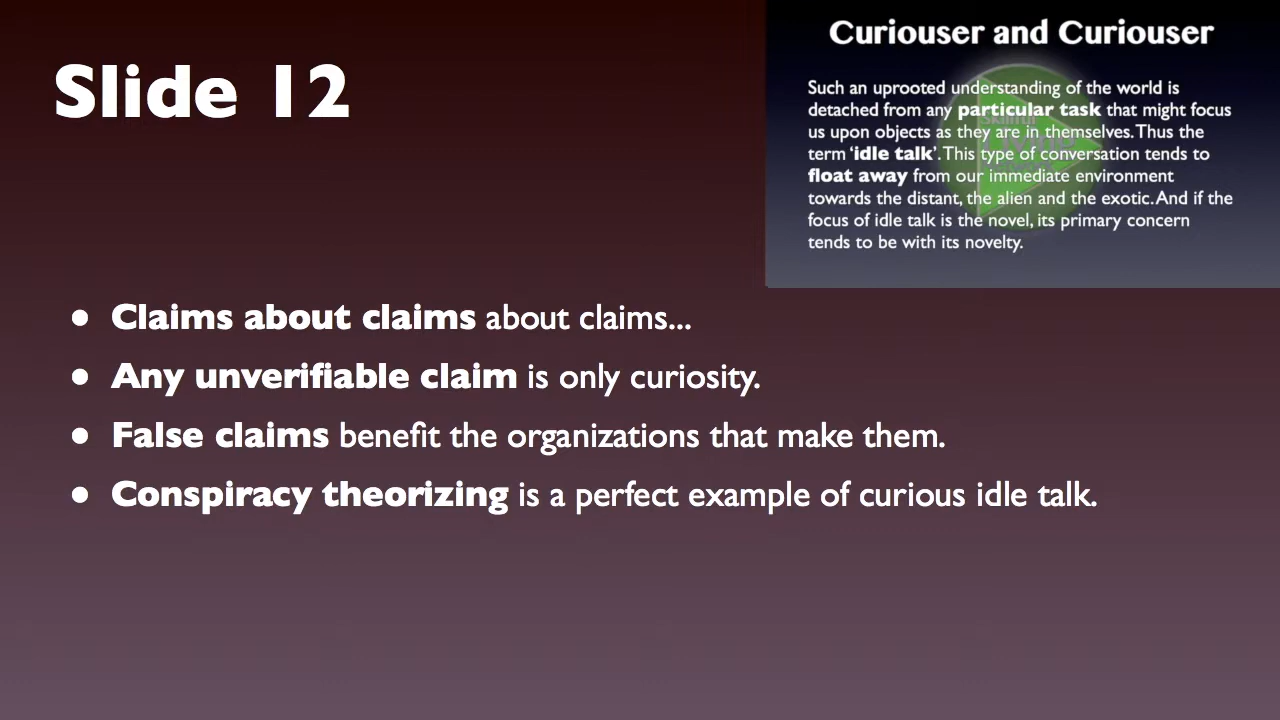 Slide 12
Curiouser and Curiouser
Such an uprooted understanding of the world is
detached from any particular task that might focus
us upon objects as they are in themselves. Thus the
term ‘idle talk’. This type of conversation tends to
float away from our immediate environment
towards the distant, the alien and the exotic. And if the
focus of idle talk is the novel, its primary concern
tends to be with its novelty.
● Claims about claims about claims...
● Any unverifiable claim is only curiosity.
● False claims benefit the organizations that make them.
● Conspiracy theorizing is a perfect example of curious idle talk.